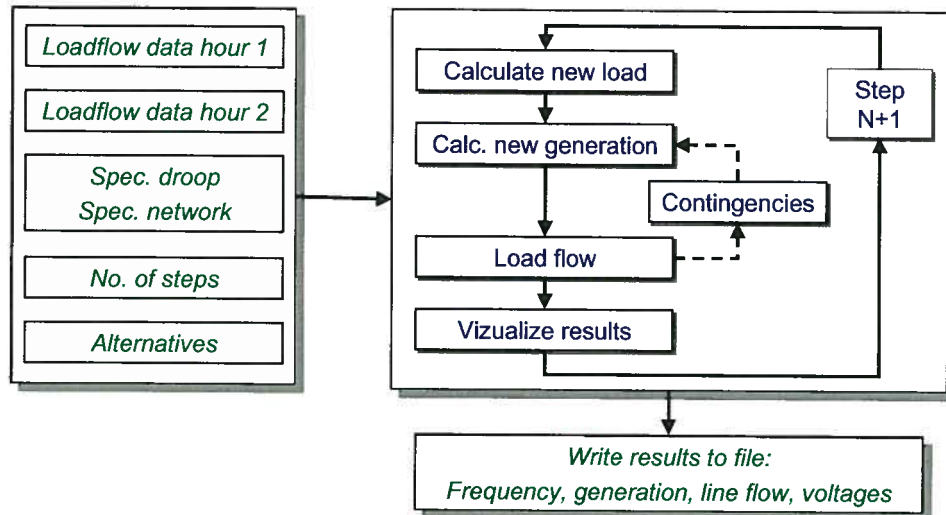 Loadflow data hour 1
Loadflow data hour 2
Spec. droop
Spec. network
No. of steps
Alternatives
Calculate new load
Calc. new generation
Contingencies
Load flow
Vizualize results
Step
N+1
Write results to file:
Frequency, generation, line flow, voltages